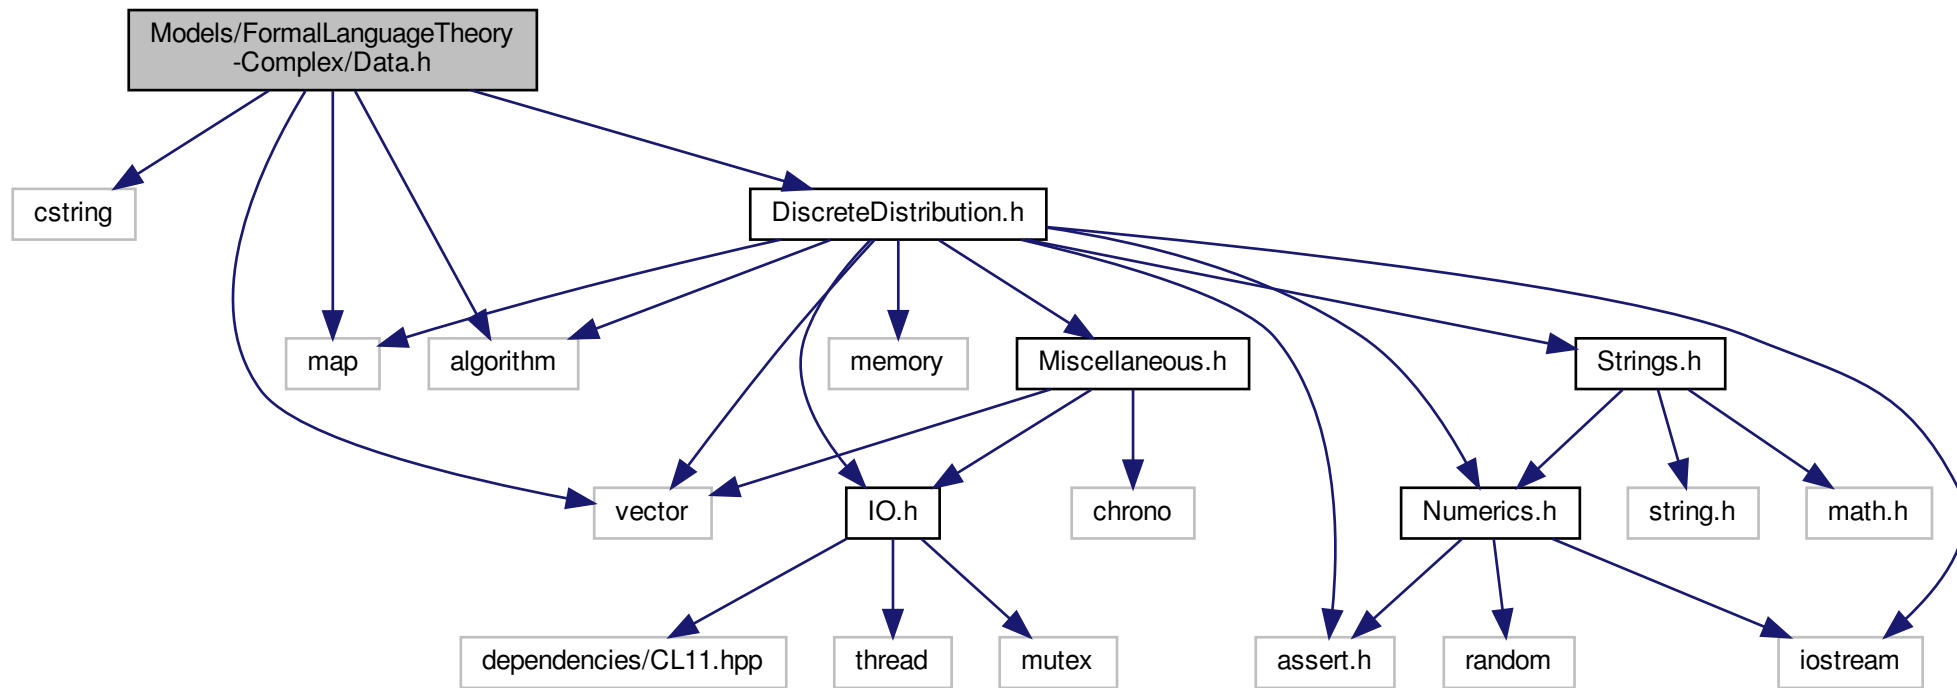 Models/FormalLanguageTheory
-Complex/Data.h
cstring
DiscreteDistribution.h
map
algorithm
memory
Miscellaneous.h
Strings.h
vector
IO.h
chrono
Numerics.h
string.h
math.h
dependencies/CL11.hpp
thread
mutex
assert.h
random
iostream